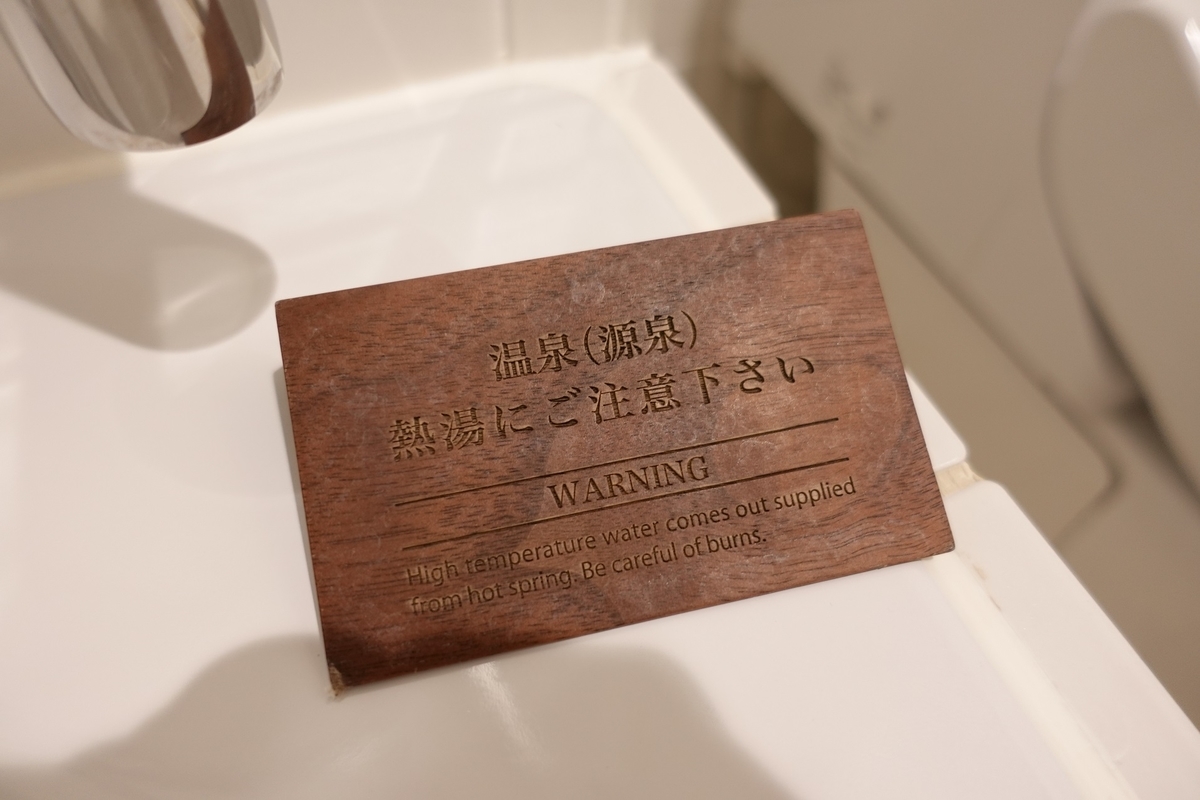 温泉(源泉)
熱湯にご注意下さい
WARNING
High temperature water comes out supplied
from hot spring. Be careful of burns.